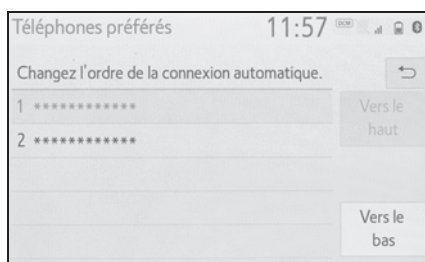 Téléphones préférés 11:57 DCM
Changez l'ordre de la connexion automatique.
1 ************
Vers le
haut
2 ************
Vers le
bas